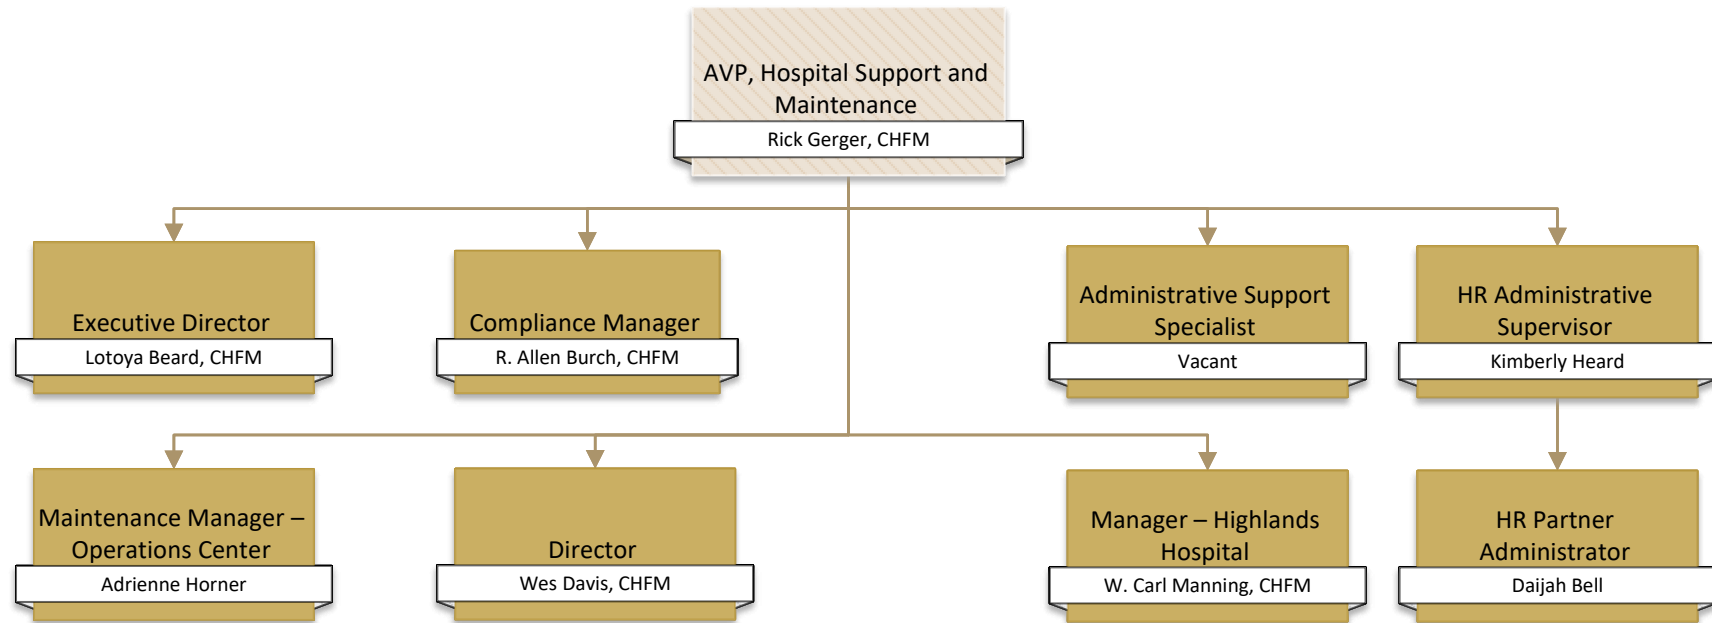 AVP, Hospital Support and
Maintenance
Rick Gerger, CHFM
Executive Director
Lotoya Beard, CHFM
Compliance Manager
R. Allen Burch, CHFM
Administrative Support
Specialist
Vacant
HR Administrative
Supervisor
Kimberly Heard
Maintenance Manager –
Operations Center
Adrienne Horner
Director
Wes Davis, CHFM
Manager – Highlands
Hospital
W. Carl Manning, CHFM
HR Partner
Administrator
Daijah Bell